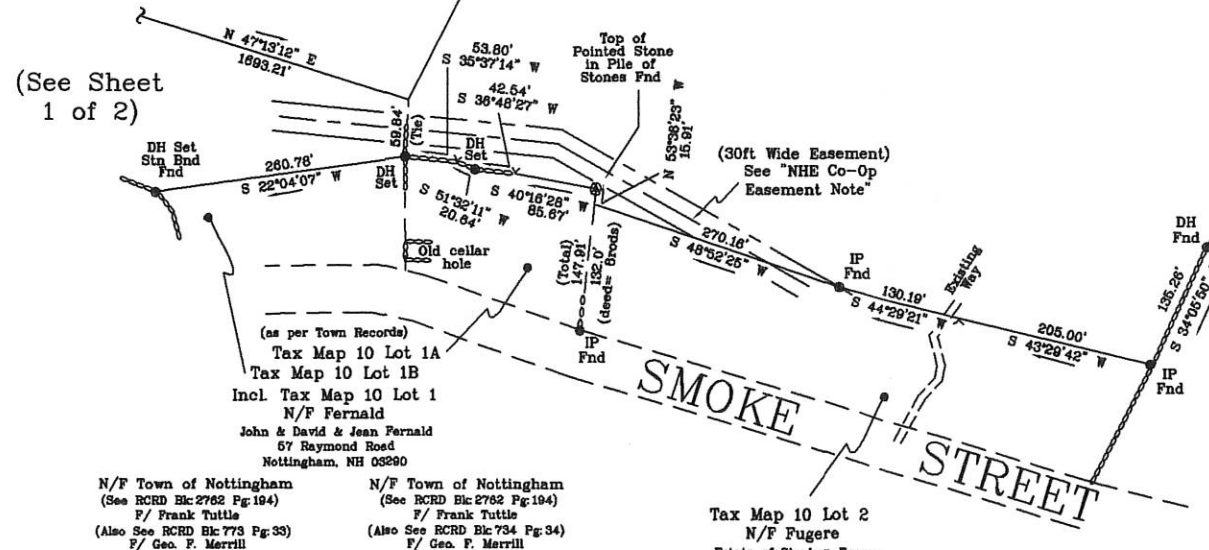 N 47°13'12" E
1693.21'
(See Sheet
1 of 2)
53.80'
S 35°37'14" W
42.54'
S 36°48'27" W
Top of
Pointed Stone
in Pile of
Stones Fnd
N 53°38'23" W
15.91'
(30ft Wide Easement)
See "NHE Co-Op
Easement Note"
59.84'
(Tie)
DH Set
Stn Bnd
Fnd
260.78'
S 22°04'07" W
DH
Set
DH
Set
S 51°32'11" W
20.64'
S 40°16'28" W
85.67'
270.16'
S 48°52'25" W
(Total)
147.91'
132.0'
(deed= 8rods)
Old cellar
hole
IP
Fnd
130.19'
S 44°29'21" W
Existing
Way
205.00'
S 43°29'42" W
DH
Fnd
135.26'
S 34°05'50"
IP
Fnd
IP
Fnd
SMOKE STREET
(as per Town Records)
Tax Map 10 Lot 1A
Tax Map 10 Lot 1B
Incl. Tax Map 10 Lot 1
N/F Fernald
John & David & Jean Fernald
57 Raymond Road
Nottingham, NH 03290
N/F Town of Nottingham
(See RCRD Bk:2762 Pg:194)
F/ Frank Tuttle
(Also See RCRD Bk:773 Pg:33)
F/ Geo. F. Merrill
N/F Town of Nottingham
(See RCRD Bk:2762 Pg:194)
F/ Frank Tuttle
(Also See RCRD Bk:734 Pg:34)
F/ Geo. F. Merrill
Tax Map 10 Lot 2
N/F Fugere